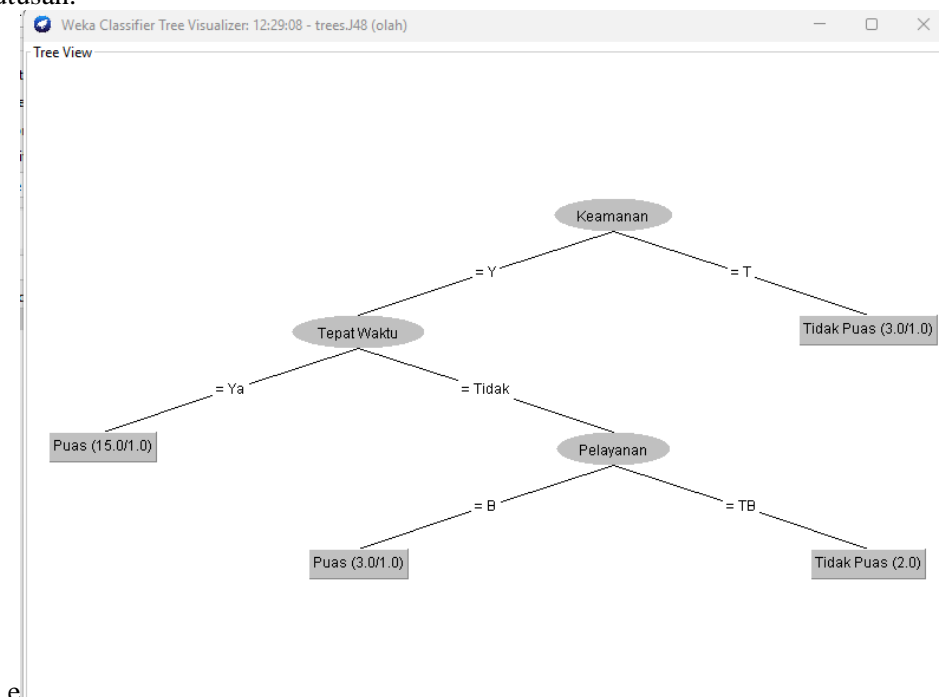 utusan.
Weka Classifier Tree Visualizer: 12:29:08 - trees.J48 (olah)
Tree View
Keamanan
= Y
= T
Tepat Waktu
Tidak Puas (3.0/1.0)
= Ya
= Tidak
Puas (15.0/1.0)
Pelayanan
= B
= TB
Puas (3.0/1.0)
Tidak Puas (2.0)
e